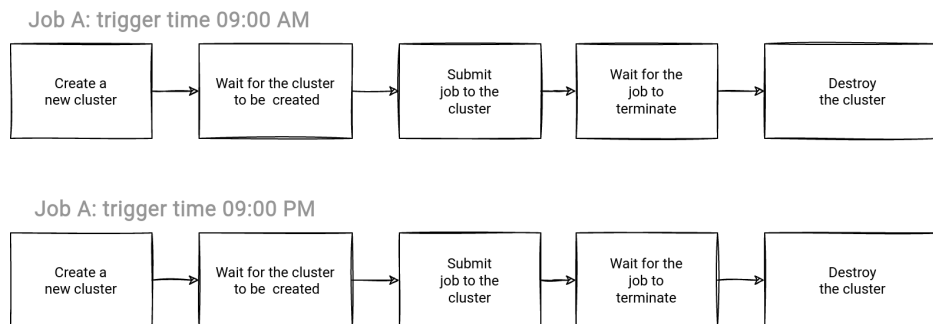 Job A: trigger time 09:00 AM
Create a
new cluster
Wait for the cluster
to be created
Submit
job to the
cluster
Wait for the
job to
terminate
Destroy
the cluster
Job A: trigger time 09:00 PM
Create a
new cluster
Wait for the cluster
to be created
Submit
job to the
cluster
Wait for the
job to
terminate
Destroy
the cluster